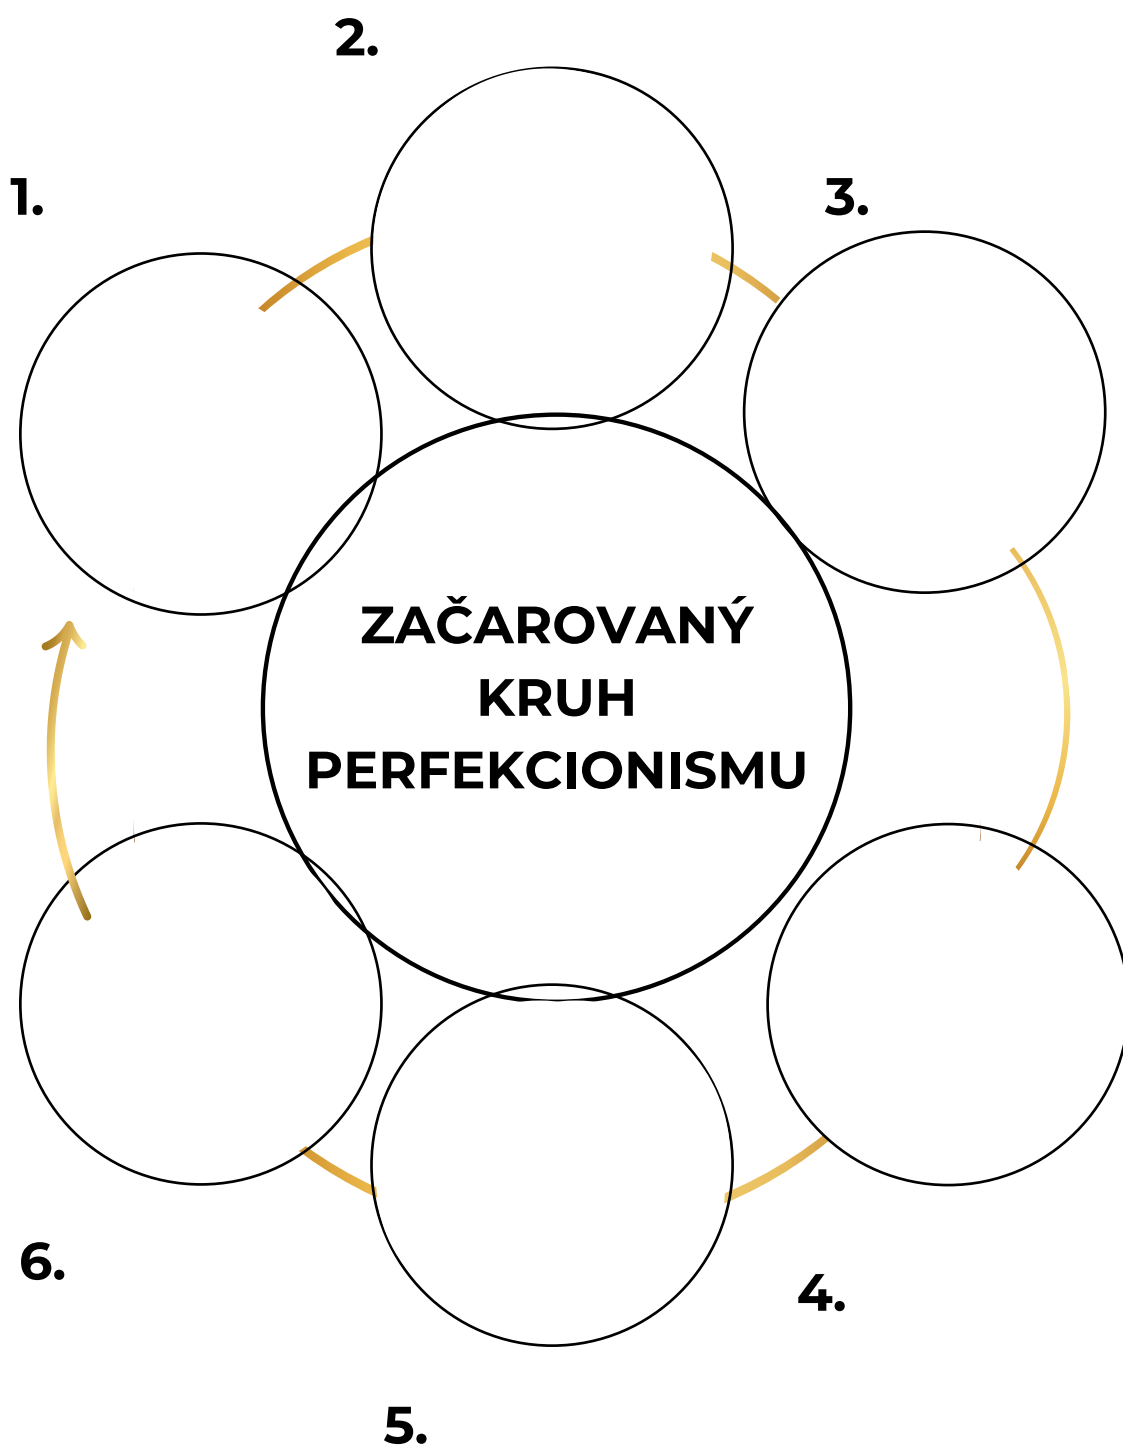 2.
1.
3.
ZAČAROVANÝ
KRUH
PERFEKCIONISMU
6.
4.
5.